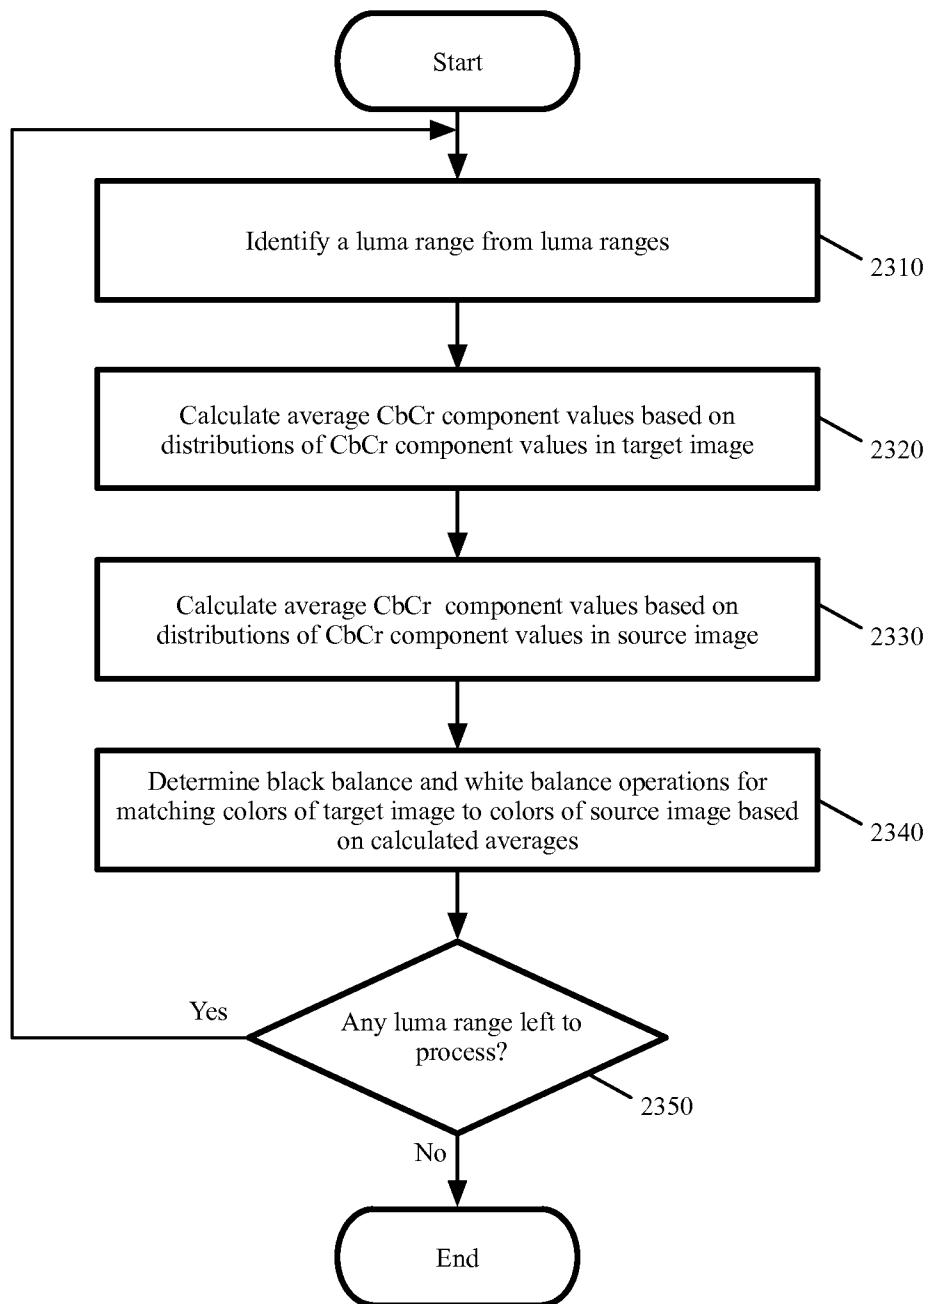 Start
Identify a luma range from luma ranges
2310
Calculate average CbCr component values based on
distributions of CbCr component values in target image
2320
Calculate average CbCr component values based on
distributions of CbCr component values in source image
2330
Determine black balance and white balance operations for
matching colors of target image to colors of source image based
on calculated averages
2340
Yes
Any luma range left to
process?
2350
No
End